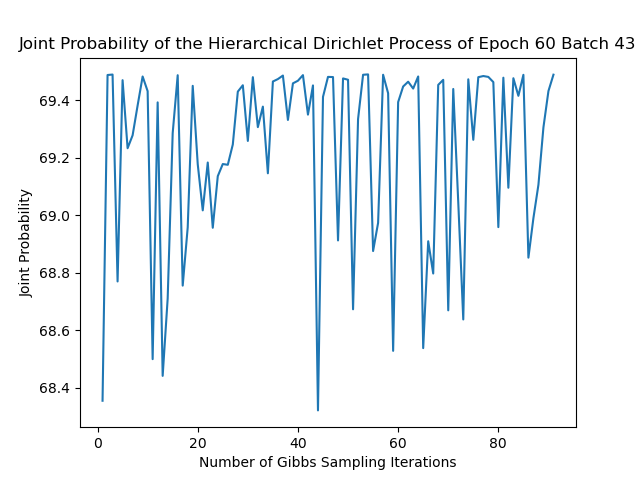 Joint Probability of the Hierarchical Dirichlet Process of Epoch 60 Batch 43
69.4
69.2
69.0
68.8
68.6
68.4
Joint Probability
0 20 40 60 80
Number of Gibbs Sampling Iterations